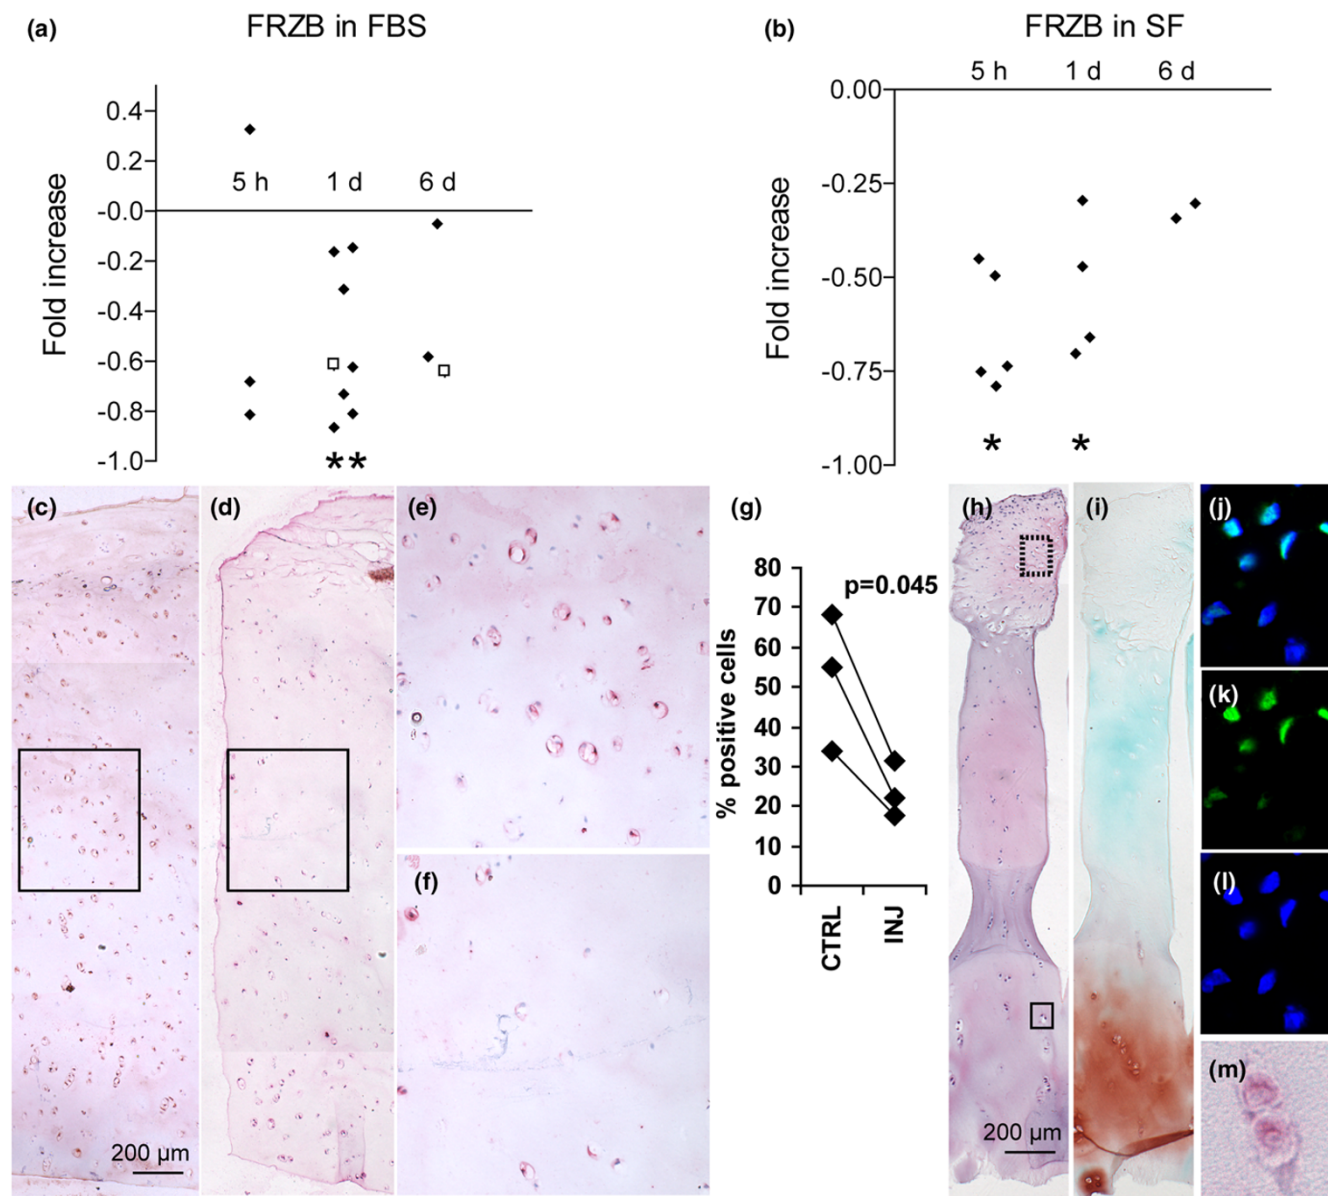 (a) FRZB in FBS
0.4
0.2
5 h 1 d 6 d
-0.0
-0.2
-0.4
-0.6
-0.8
-1.0
Fold increase
**
(b) FRZB in SF
5 h 1 d 6 d
0.00
-0.25
-0.50
-0.75
-1.00
Fold increase
* *
(c)
200 µm
(d)
(e)
(f)
(g)
80
70
60
50
40
30
20
10
0
% positive cells
p=0.045
CTRL
INJ
(h)
200 µm
(i)
(j)
(k)
(l)
(m)